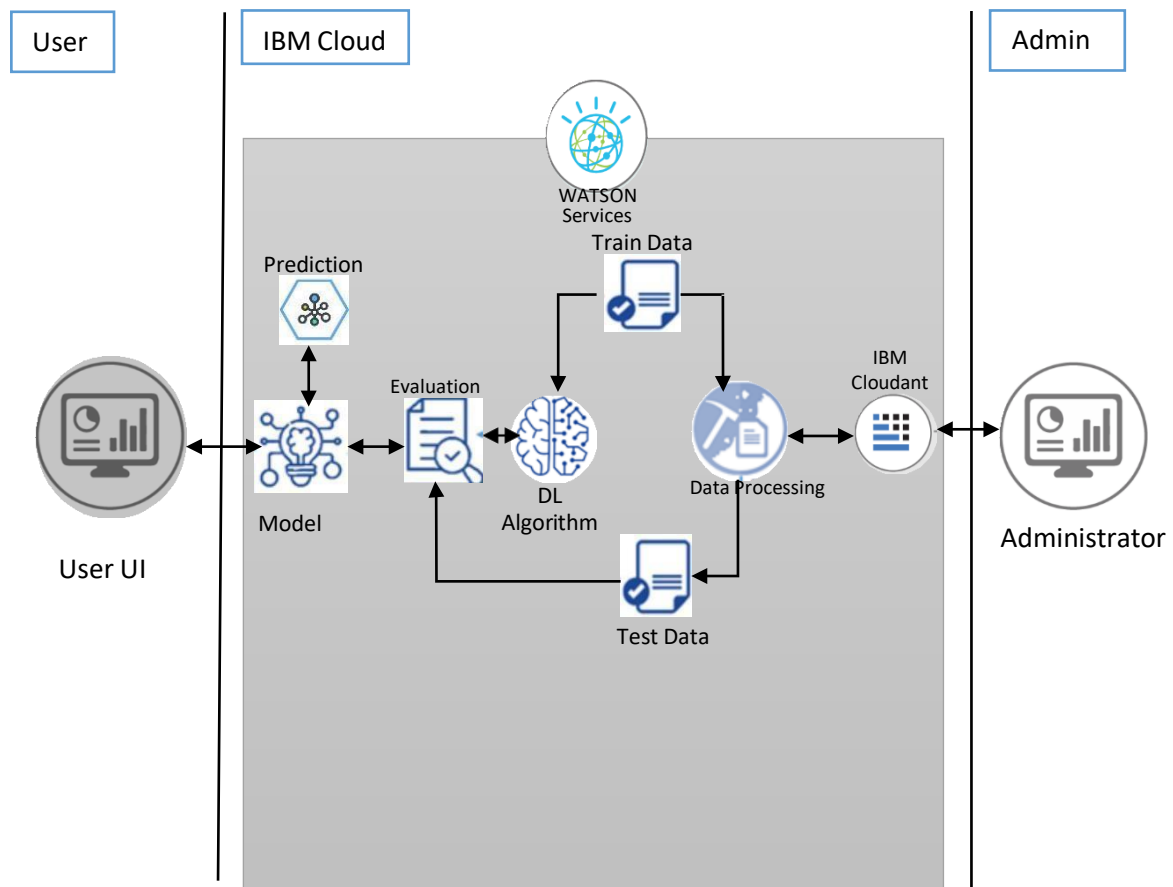 User
IBM Cloud
Admin
WATSON
Services
Train Data
Prediction
IBM
Cloudant
Evaluation
Data Processing
DL
Algorithm
Model
Administrator
User UI
Test Data